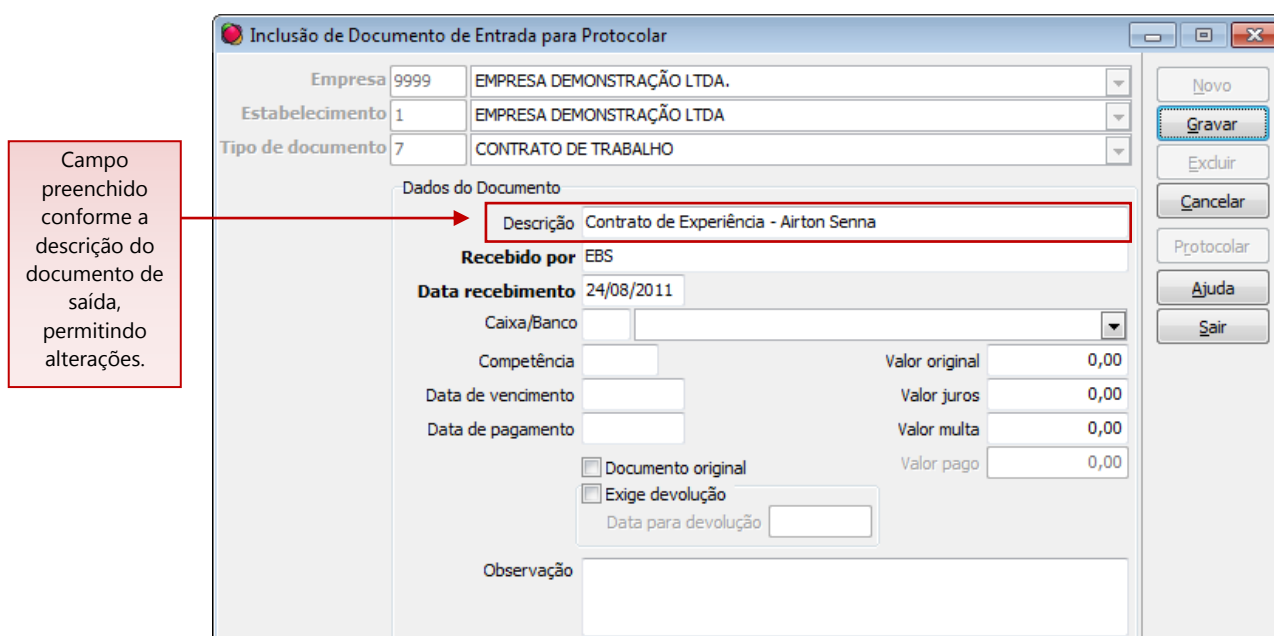 Inclusão de Documento de Entrada para Protocolar
Empresa 9999 EMPRESA DEMONSTRAÇÃO LTDA.
Estabelecimento 1 EMPRESA DEMONSTRAÇÃO LTDA
Tipo de documento 7 CONTRATO DE TRABALHO
Dados do Documento
Descrição Contrato de Experiência - Airton Senna
Recebido por EBS
Data recebimento 24/08/2011
Caixa/Banco
Competência Valor original 0,00
Data de vencimento Valor juros 0,00
Data de pagamento Valor multa 0,00
Documento original Valor pago 0,00
Exige devolução
Data para devolução
Observação
Novo
Gravar
Excluir
Cancelar
Protocolar
Ajuda
Sair
Campo
preenchido
conforme a
descrição do
documento de
saída,
permitindo
alterações.